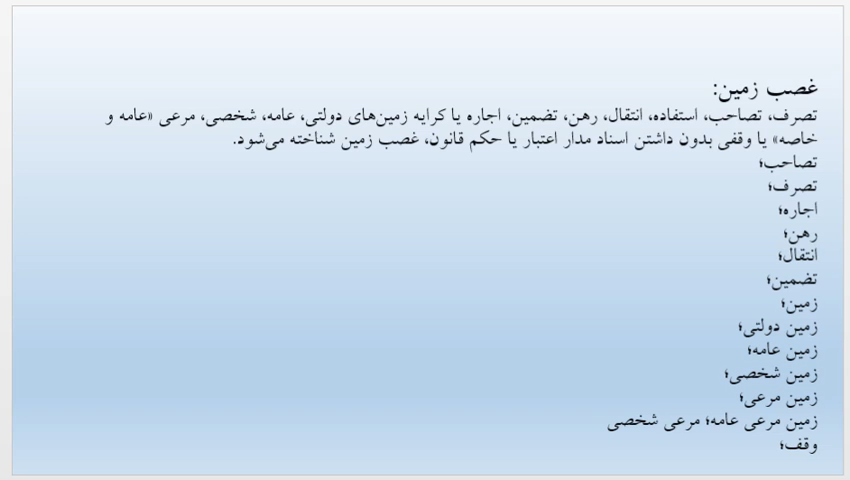 غصب زمین:
تصرف، تصاحب، استفاده، انتقال، رهن، تضمین، اجاره یا کرایه زمین‌های دولتی، عامه، شخصی، مرعی «عامه و
خاصه» یا وقفی بدون داشتن اسناد مدار اعتبار یا حکم قانون، غصب زمین شناخته می‌شود.
تصاحب؛
تصرف؛
اجاره؛
رهن؛
انتقال؛
تضمین؛
زمین؛
زمین دولتی؛
زمین عامه؛
زمین شخصی؛
زمین مرعی؛
زمین مرعی عامه؛ مرعی شخصی
وقف؛